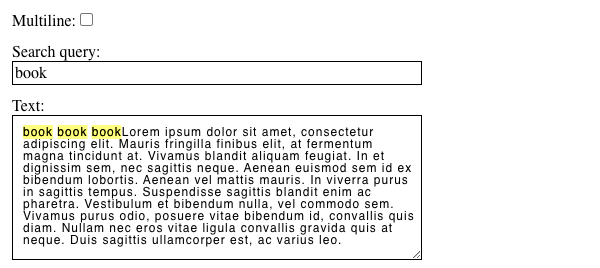 Multiline:
Search query:
book
Text:
book book bookLorem ipsum dolor sit amet, consectetur
adipiscing elit. Mauris fringilla finibus elit, at fermentum
magna tincidunt at. Vivamus blandit aliquam feugiat. In et
dignissim sem, nec sagittis neque. Aenean euismod sem id ex
bibendum lobortis. Aenean vel mattis mauris. In viverra purus
in sagittis tempus. Suspendisse sagittis blandit enim ac
pharetra. Vestibulum et bibendum nulla, vel commodo sem.
Vivamus purus odio, posuere vitae bibendum id, convallis quis
diam. Nullam nec eros vitae ligula convallis gravida quis at
neque. Duis sagittis ullamcorper est, ac varius leo.